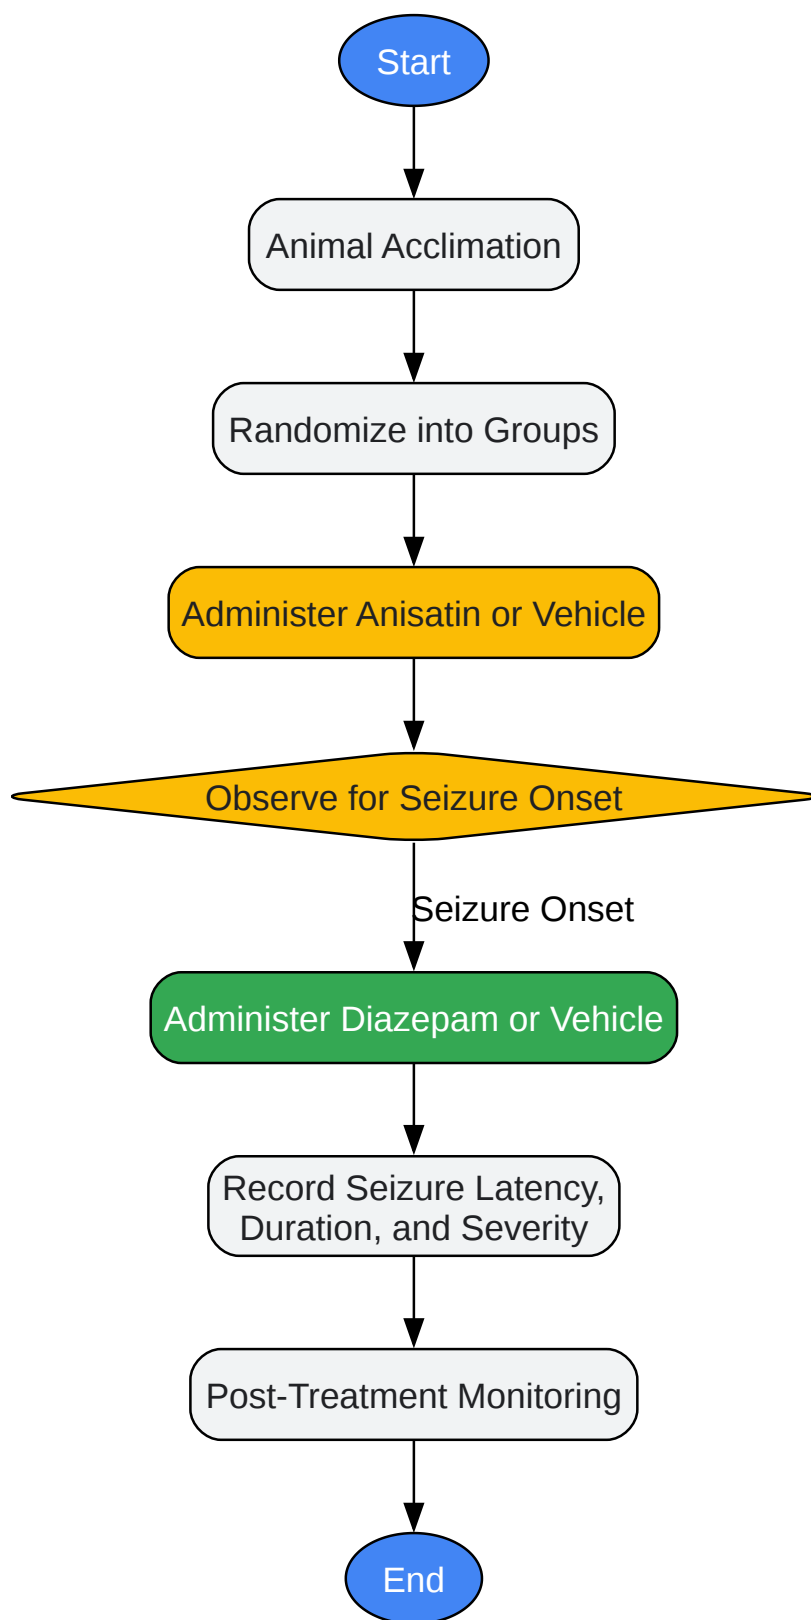 Start
Animal Acclimation
Randomize into Groups
Administer Anisatin or Vehicle
Observe for Seizure Onset
Seizure Onset
Administer Diazepam or Vehicle
Record Seizure Latency,
Duration, and Severity
Post-Treatment Monitoring
End